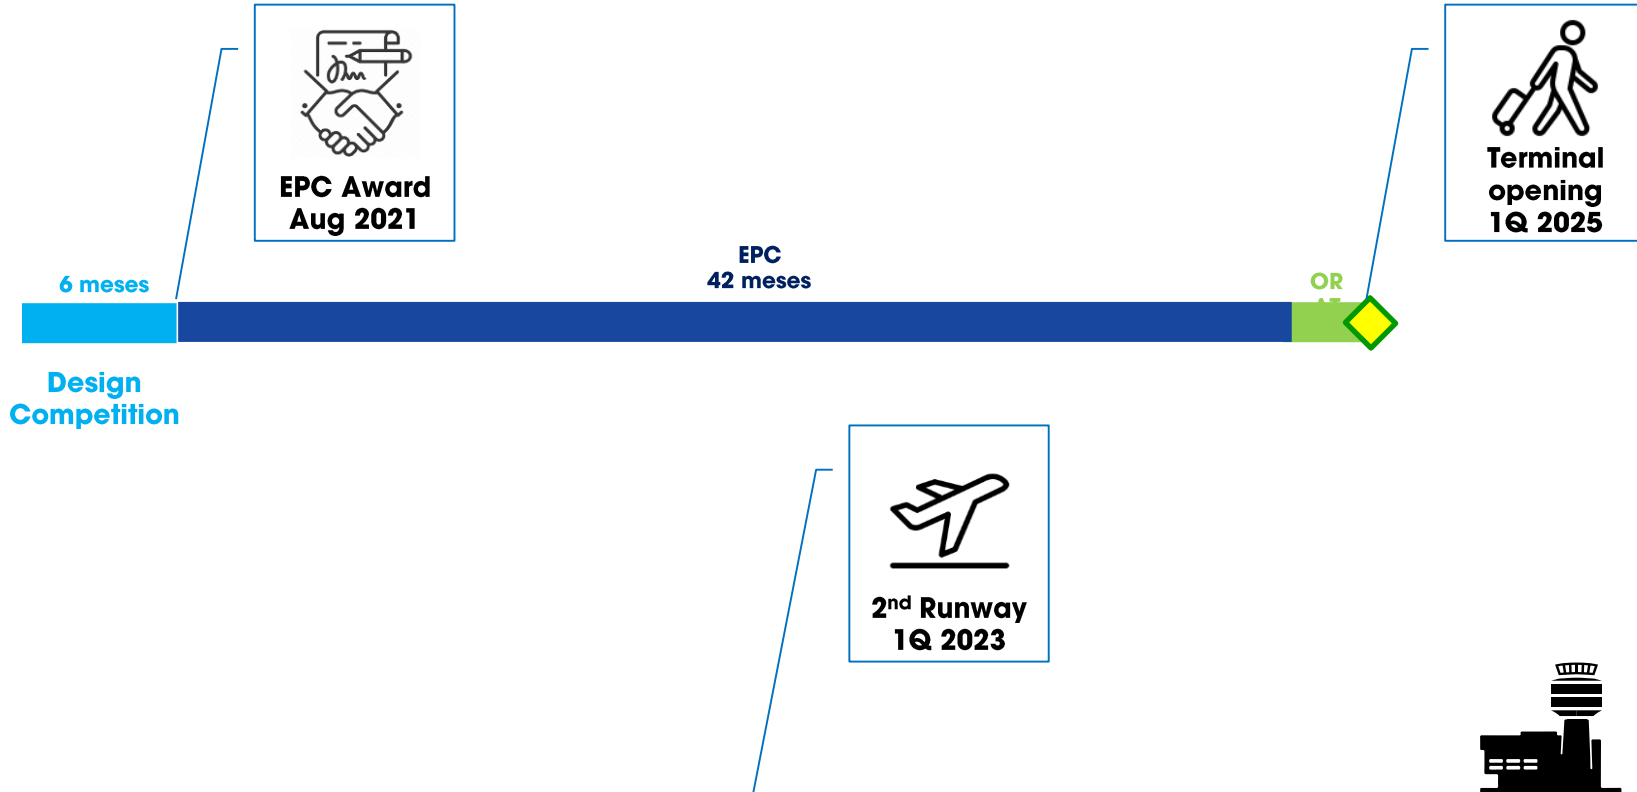 EPC Award
Aug 2021
Terminal
opening
1Q 2025
EPC
42 meses
6 meses
OR
Design
Competition
2nd Runway
1Q 2023